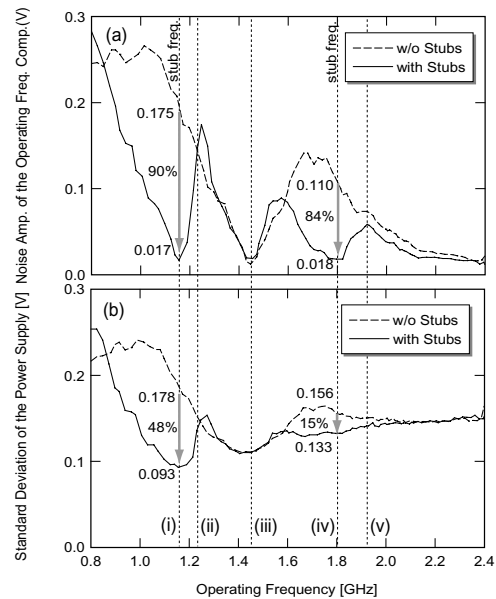 Noise Amp. of the Operating Freq. Comp.(V)
0.3
0.2
0.1
0.0
(a)
stub freq.
stub freq.
w/o Stubs
with Stubs
0.175
90%
0.017
0.110
84%
0.018
Standard Deviation of the Power Supply [V]
0.3
0.2
0.1
0.0
(b)
w/o Stubs
with Stubs
0.178
48%
0.093
0.156
15%
0.133
(i)
(ii)
(iii)
(iv)
(v)
0.8
1.0
1.2
1.4
1.6
1.8
2.0
2.2
2.4
Operating Frequency [GHz]